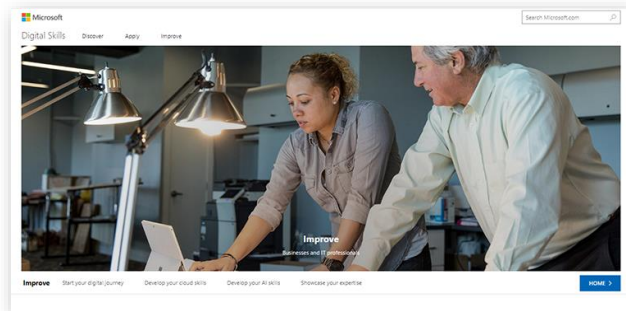 Microsoft
Search Microsoft.com
Digital Skills Discover Apply Improve
Improve
Businesses and IT professionals
Improve Start your digital journey Develop your cloud skills Develop your AI skills Showcase your expertise HOME >